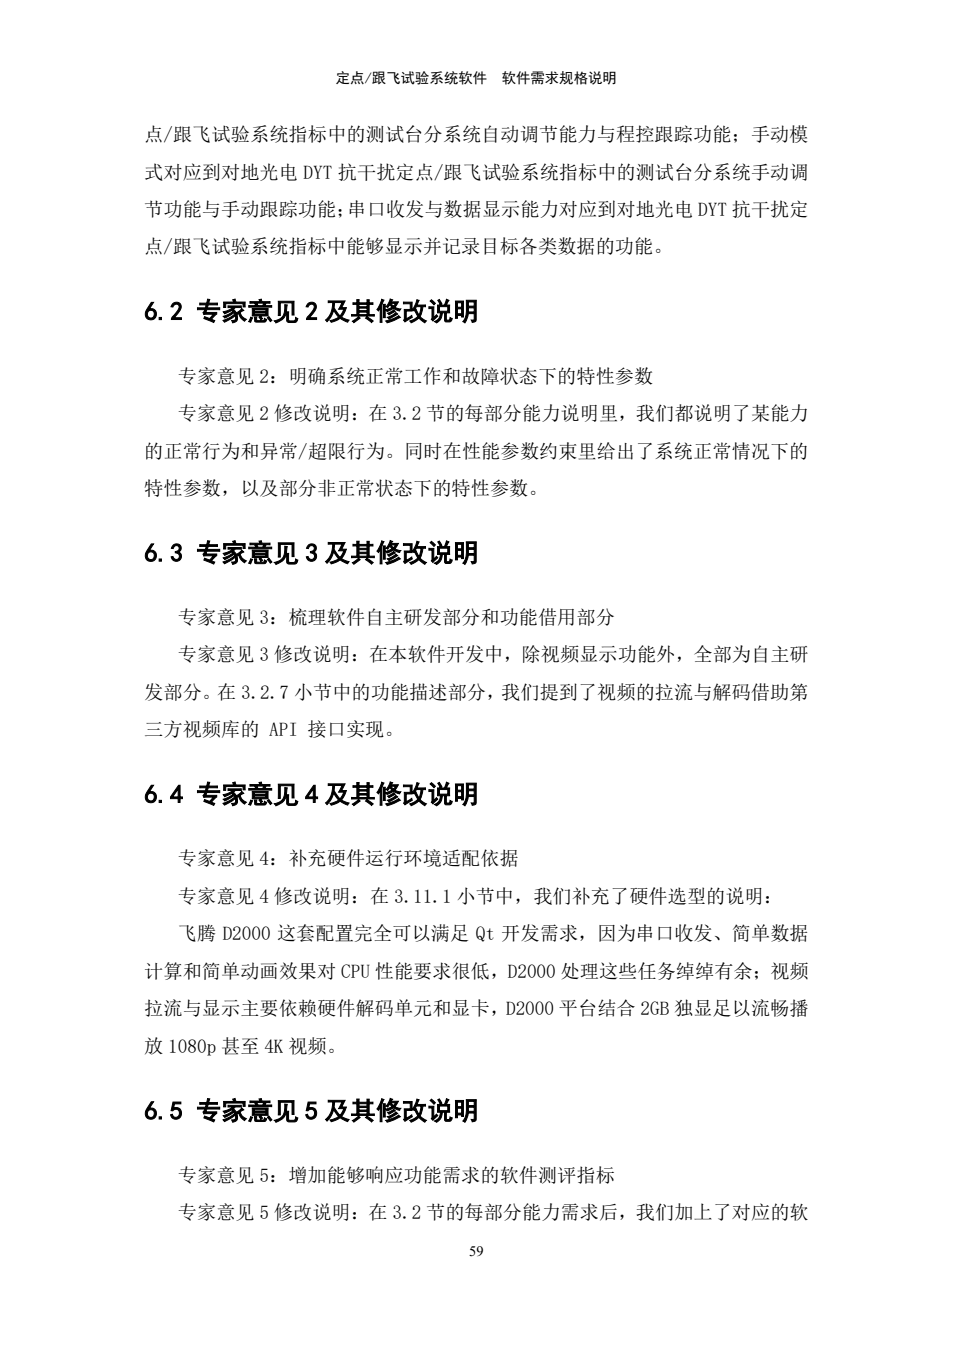 定点/跟飞试验系统软件　软件需求规格说明
点/跟飞试验系统指标中的测试台分系统自动调节能力与程控跟踪功能；手动模
式对应到对地光电 DYT 抗干扰定点/跟飞试验系统指标中的测试台分系统手动调
节功能与手动跟踪功能；串口收发与数据显示能力对应到对地光电 DYT 抗干扰定
点/跟飞试验系统指标中能够显示并记录目标各类数据的功能。
6.2 专家意见 2 及其修改说明
专家意见 2：明确系统正常工作和故障状态下的特性参数
专家意见 2 修改说明：在 3.2 节的每部分能力说明里，我们都说明了某能力
的正常行为和异常/超限行为。同时在性能参数约束里给出了系统正常情况下的
特性参数，以及部分非正常状态下的特性参数。
6.3 专家意见 3 及其修改说明
专家意见 3：梳理软件自主研发部分和功能借用部分
专家意见 3 修改说明：在本软件开发中，除视频显示功能外，全部为自主研
发部分。在 3.2.7 小节中的功能描述部分，我们提到了视频的拉流与解码借助第
三方视频库的 API 接口实现。
6.4 专家意见 4 及其修改说明
专家意见 4：补充硬件运行环境适配依据
专家意见 4 修改说明：在 3.11.1 小节中，我们补充了硬件选型的说明：
飞腾 D2000 这套配置完全可以满足 Qt 开发需求，因为串口收发、简单数据
计算和简单动画效果对 CPU 性能要求很低，D2000 处理这些任务绰绰有余；视频
拉流与显示主要依赖硬件解码单元和显卡，D2000 平台结合 2GB 独显足以流畅播
放 1080p 甚至 4K 视频。
6.5 专家意见 5 及其修改说明
专家意见 5：增加能够响应功能需求的软件测评指标
专家意见 5 修改说明：在 3.2 节的每部分能力需求后，我们加上了对应的软
59